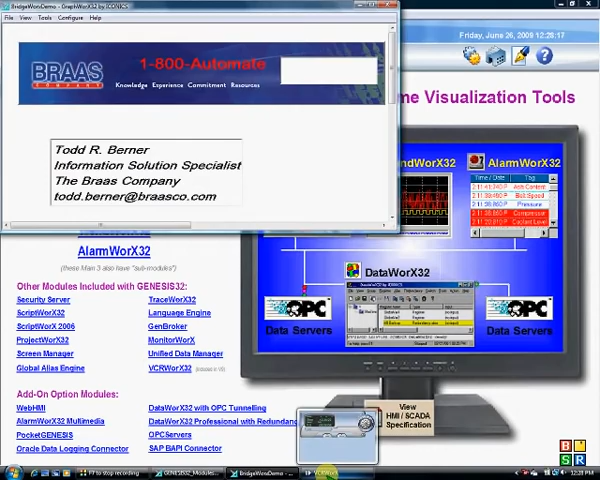 BridgeWorxDemo - GraphWorX32 by ICONICS
File View Tools Configure Help
BRAAS
COMPANY
1-800-Automate
Knowledge Experience Commitment Resources
Todd R. Berner
Information Solution Specialist
The Braas Company
todd.berner@braasco.com
Friday, June 26, 2009 12:26:17
me Visualization Tools
ndWorX32
AlarmWorX32
Time / Date Tag
Ash Content
Belt Speed
Pressure
Compressor
Coolant Level
DataWorX32
OPC
Data Servers
OPC
Data Servers
AlarmWorX32
(these Main 3 also have "sub-modules")
Other Modules Included with GENESIS32:
Security Server
TraceWorX32
ScriptWorX32
Language Engine
ScriptWorX 2006
GenBroker
ProjectWorX32
MonitorWorX
Screen Manager
Unified Data Manager
Global Alias Engine
VCRWorX32
Add-On Option Modules:
WebHMI
DataWorX32 with OPC Tunnelling
AlarmWorX32 Multimedia
DataWorX32 Professional with Redundan
PocketGENESIS
OPCServers
Oracle Data Logging Connector
SAP BAPI Connector
View
HMI / SCADA
Specification
B
S R
F7 to stop recording
GENESIS32_Modules...
BridgeWorxDemo - ...
VCRWorX
12:26 PM